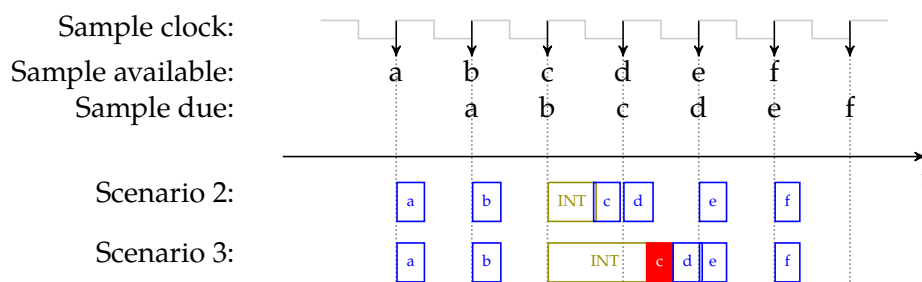 Sample clock:
Sample available: a b c d e f
Sample due: a b c d e f
Scenario 2: a b INT c d e f
Scenario 3: a b INT c d e f